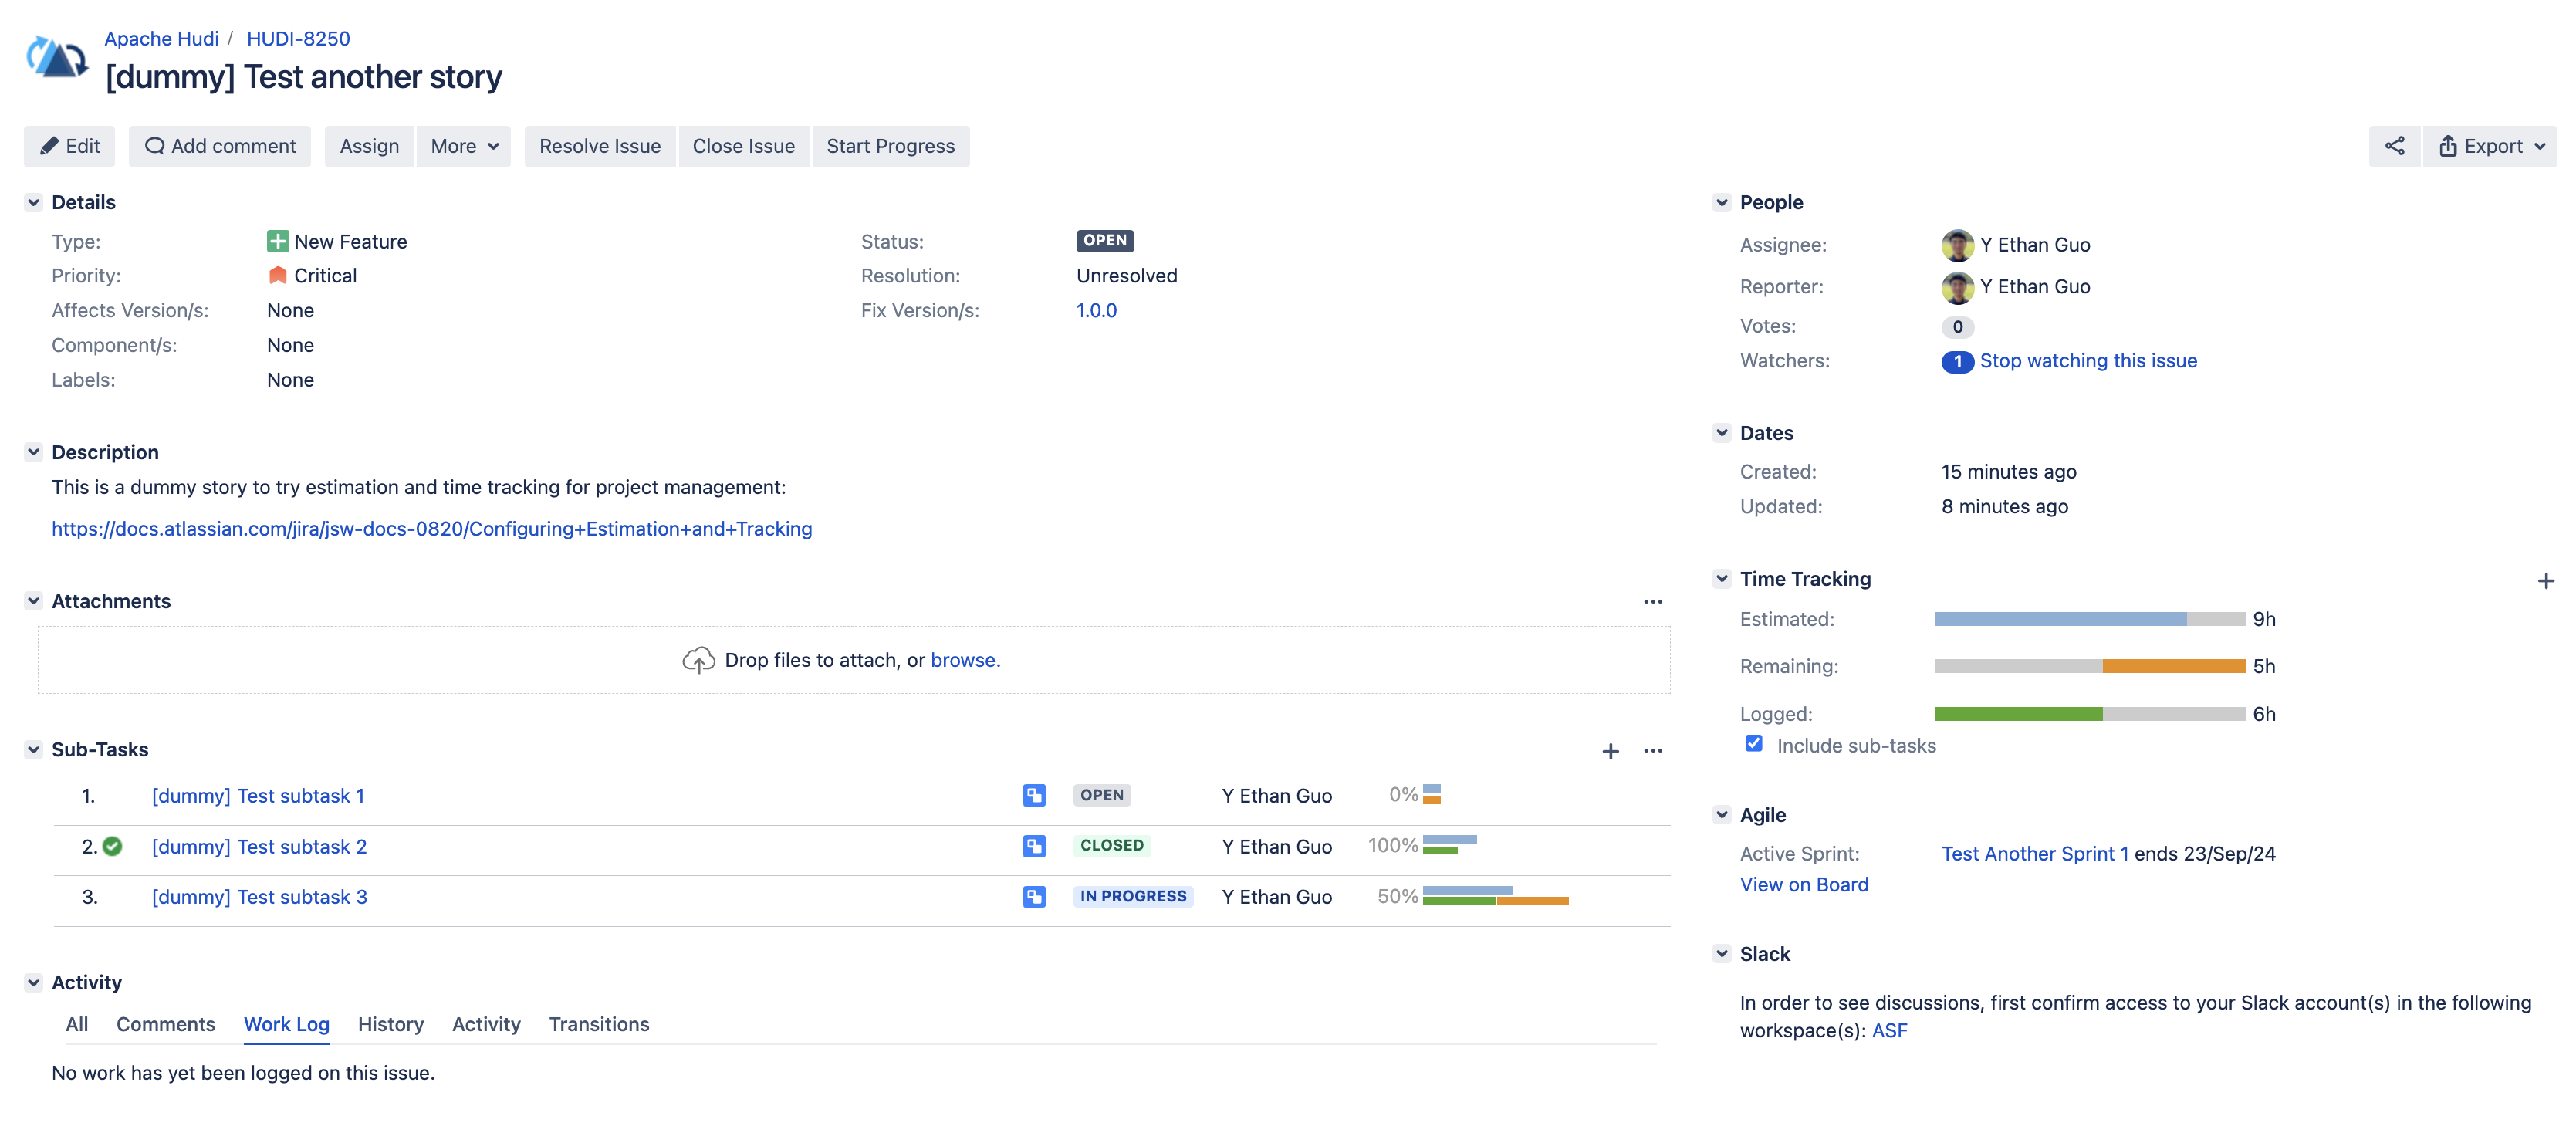 Apache Hudi / HUDI-8250
[dummy] Test another story
Edit Add comment Assign More Resolve Issue Close Issue Start Progress Export
Details
Type: New Feature Status: OPEN
Priority: Critical Resolution: Unresolved
Affects Version/s: None Fix Version/s: 1.0.0
Component/s: None
Labels: None
Description
This is a dummy story to try estimation and time tracking for project management:
https://docs.atlassian.com/jira/jsw-docs-0820/Configuring+Estimation+and+Tracking
Attachments
Drop files to attach, or browse.
Sub-Tasks
1. [dummy] Test subtask 1 OPEN Y Ethan Guo 0%
2. [dummy] Test subtask 2 CLOSED Y Ethan Guo 100%
3. [dummy] Test subtask 3 IN PROGRESS Y Ethan Guo 50%
Activity
All Comments Work Log History Activity Transitions
No work has yet been logged on this issue.
People
Assignee: Y Ethan Guo
Reporter: Y Ethan Guo
Votes: 0
Watchers: 1 Stop watching this issue
Dates
Created: 15 minutes ago
Updated: 8 minutes ago
Time Tracking
Estimated: 9h
Remaining: 5h
Logged: 6h
Include sub-tasks
Agile
Active Sprint: Test Another Sprint 1 ends 23/Sep/24
View on Board
Slack
In order to see discussions, first confirm access to your Slack account(s) in the following
workspace(s): ASF